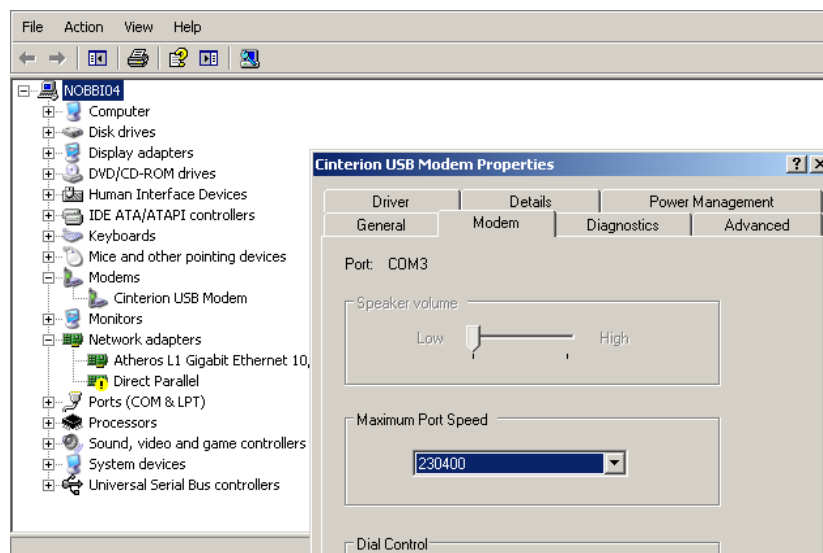 File Action View Help
NOBBI04
Computer
Disk drives
Display adapters
DVD/CD-ROM drives
Human Interface Devices
IDE ATA/ATAPI controllers
Keyboards
Mice and other pointing devices
Modems
Cinterion USB Modem
Monitors
Network adapters
Atheros L1 Gigabit Ethernet 10,
Direct Parallel
Ports (COM & LPT)
Processors
Sound, video and game controllers
System devices
Universal Serial Bus controllers
Cinterion USB Modem Properties
Driver Details Power Management
General Modem Diagnostics Advanced
Port: COM3
Speaker volume
Low High
Maximum Port Speed
230400
Dial Control